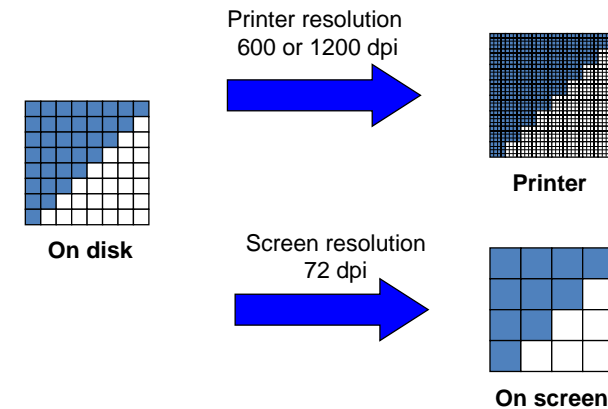 Printer resolution
600 or 1200 dpi
Printer
On disk
Screen resolution
72 dpi
On screen